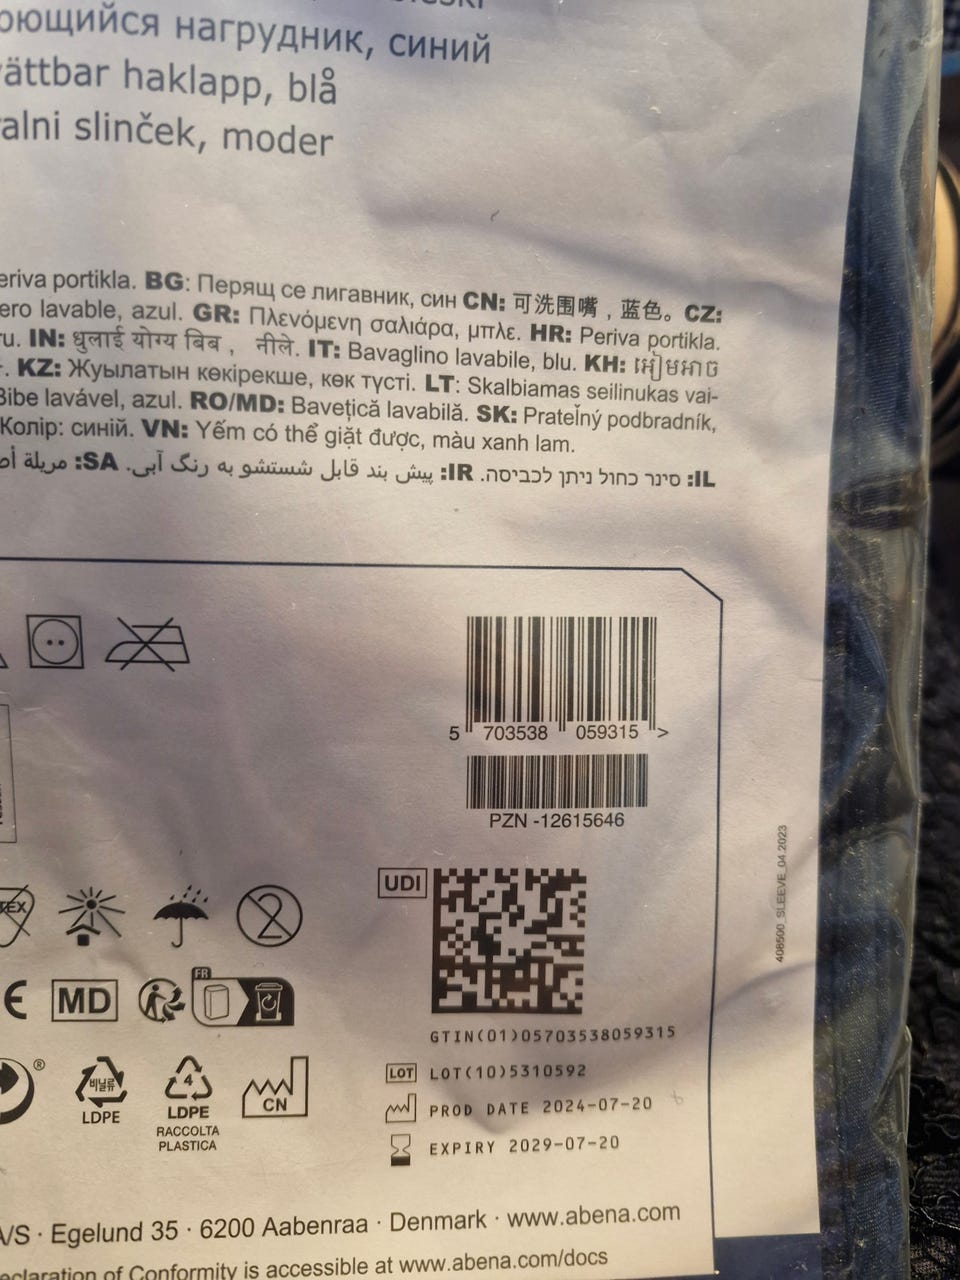 ющийся нагрудник, синий
haklapp, blå
slinček, moder
portikla. BG: Перящ се лигавник, син CN: 可洗围嘴，蓝色。CZ:
lavable, azul. GR: Πλενόμενη σαλιάρα, μπλε. HR: Periva portikla.
IN: धुलाई योग्य बिब , नीले. IT: Bavaglino lavabile, blu. KH: អៀមអាច
KZ: Жуылатын көкірекше, көк түсті. LT: Skalbiamas seilinukas vai-
Bibe lavável, azul. RO/MD: Bavețică lavabilă. SK: Prateľný podbradník,
Колір: синій. VN: Yếm có thể giặt được, màu xanh lam.
IL: סינר כחול ניתן לכביסה. IR: پیش بند قابل شستشو به رنگ آبی. SA: مريلة
5 703538 059315 >
PZN -12615646
UDI
408500_SLEEVE_04.2023
FR
MD
GTIN(01)05703538059315
LOT LOT(10)5310592
PROD DATE 2024-07-20
EXPIRY 2029-07-20
®
비닐류
LDPE
4
LDPE
RACCOLTA
PLASTICA
CN
A/S · Egelund 35 · 6200 Aabenraa · Denmark · www.abena.com
eclaration of Conformity is accessible at www.abena.com/docs